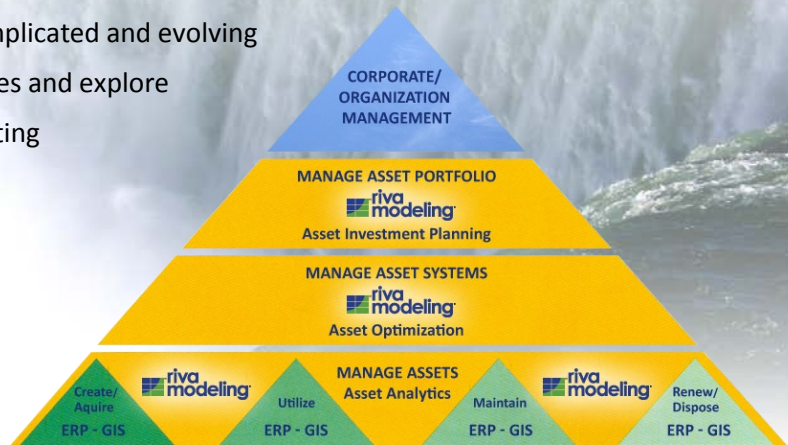 nplicated and evolving
es and explore
ting
CORPORATE/
ORGANIZATION
MANAGEMENT
MANAGE ASSET PORTFOLIO
riva
modeling
Asset Investment Planning
MANAGE ASSET SYSTEMS
riva
modeling
Asset Optimization
MANAGE ASSETS
Asset Analytics
riva
modeling
riva
modeling
Create/
Aquire
ERP - GIS
Utilize
ERP - GIS
Maintain
ERP - GIS
Renew/
Dispose
ERP - GIS